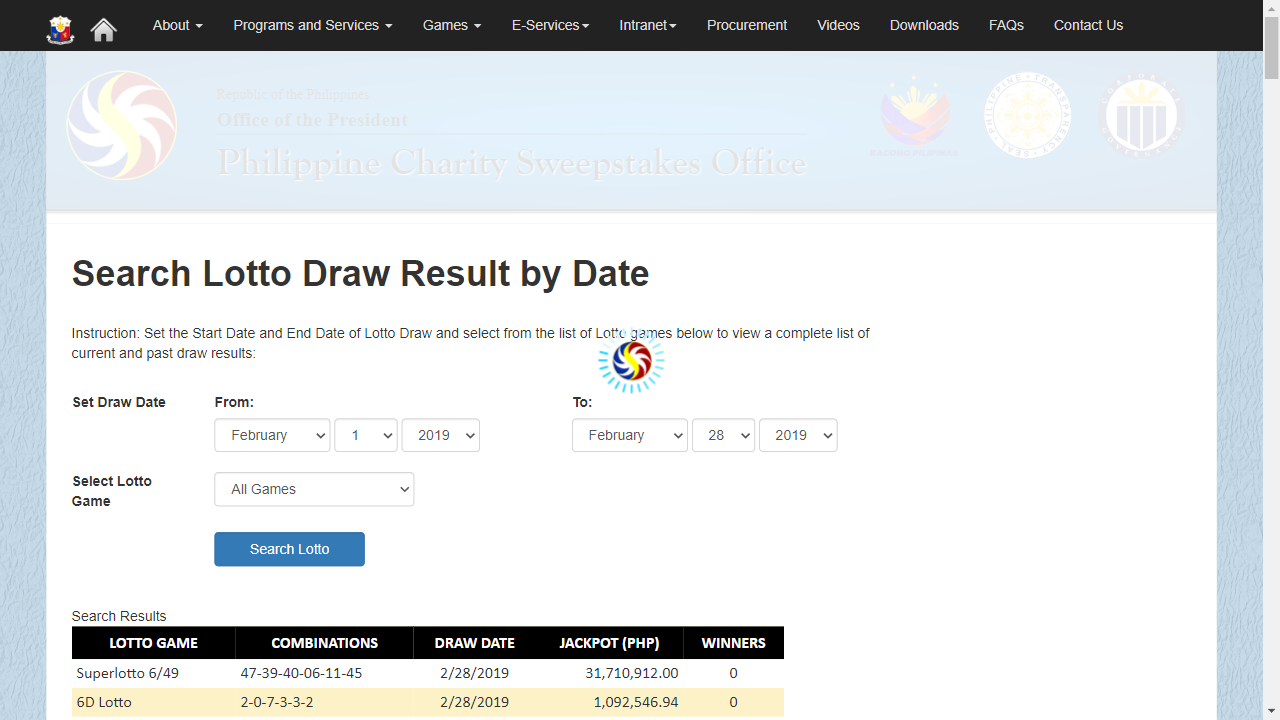 About Programs and Services Games E-Services Intranet Procurement Videos Downloads FAQs Contact Us
Republic of the Philippines
Office of the President
Philippine Charity Sweepstakes Office
Search Lotto Draw Result by Date
Instruction: Set the Start Date and End Date of Lotto Draw and select from the list of Lotto games below to view a complete list of
current and past draw results:
Set Draw Date From: To:
February 1 2019 February 28 2019
Select Lotto
Game
All Games
Search Lotto
Search Results
LOTTO GAME COMBINATIONS DRAW DATE JACKPOT (PHP) WINNERS
Superlotto 6/49 47-39-40-06-11-45 2/28/2019 31,710,912.00 0
6D Lotto 2-0-7-3-3-2 2/28/2019 1,092,546.94 0